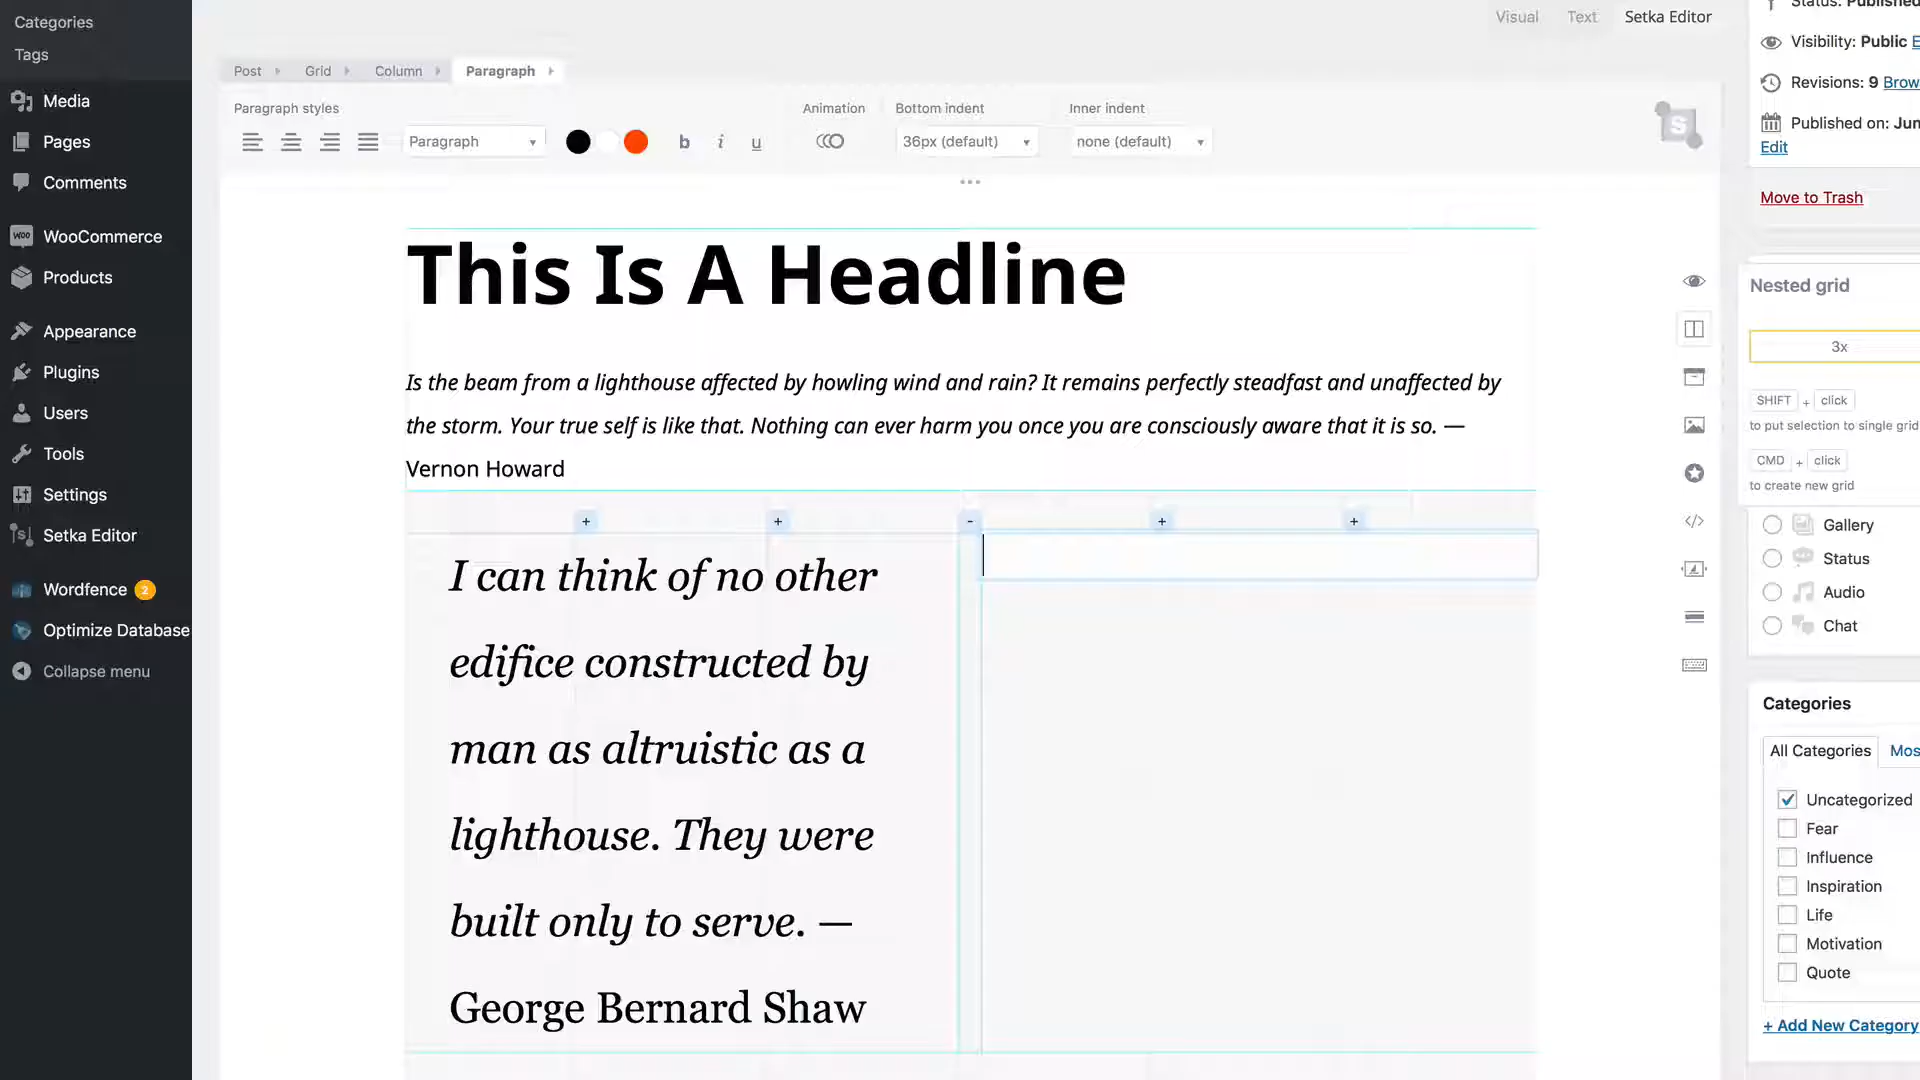 Categories
Tags
Media
Pages
Comments
WooCommerce
Products
Appearance
Plugins
Users
Tools
Settings
Setka Editor
Wordfence 2
Optimize Database
Collapse menu
Visual Text Setka Editor
Post Grid Column Paragraph
Paragraph styles Animation Bottom indent Inner indent
Paragraph b i u 36px (default) none (default)
This Is A Headline
Is the beam from a lighthouse affected by howling wind and rain? It remains perfectly steadfast and unaffected by
the storm. Your true self is like that. Nothing can ever harm you once you are consciously aware that it is so. —
Vernon Howard
+ + - + +
I can think of no other
edifice constructed by
man as altruistic as a
lighthouse. They were
built only to serve. —
George Bernard Shaw
Status: Published
Visibility: Public E
Revisions: 9 Brow
Published on: Jun
Edit
Move to Trash
Nested grid
3x
SHIFT + click
to put selection to single grid
CMD + click
to create new grid
Gallery
Status
Audio
Chat
Categories
All Categories Mos
Uncategorized
Fear
Influence
Inspiration
Life
Motivation
Quote
+ Add New Category